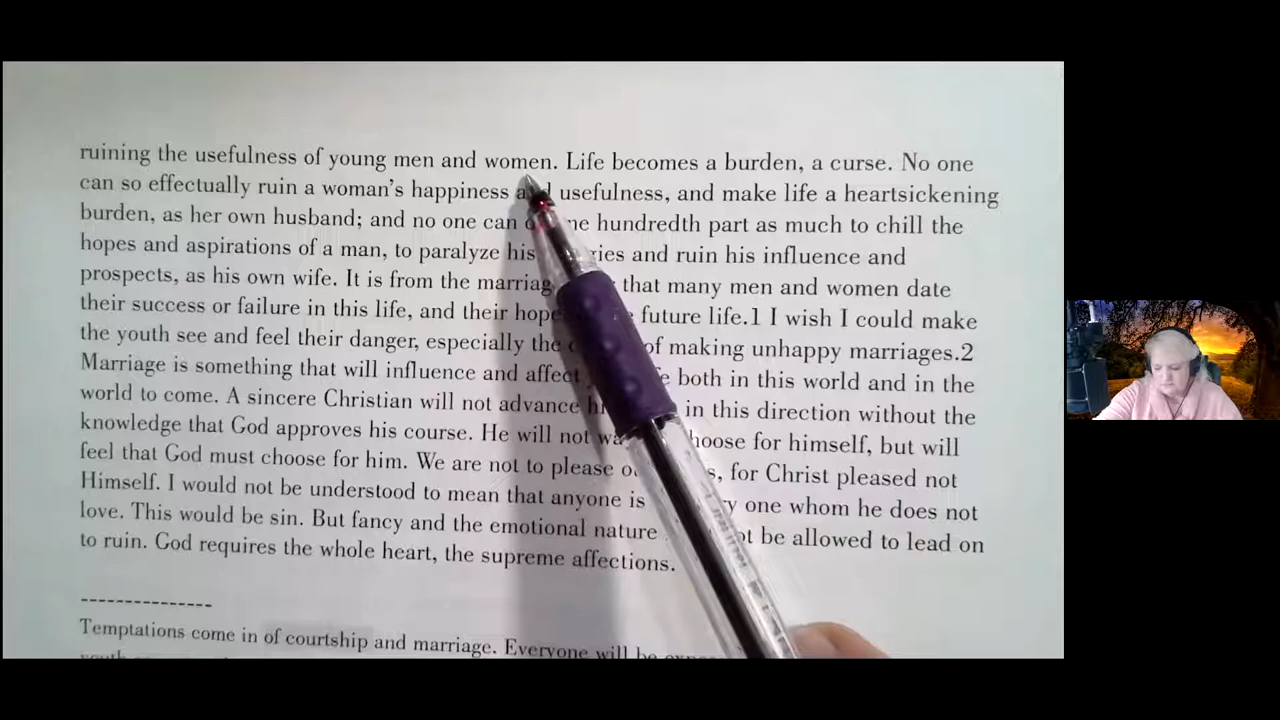 ruining the usefulness of young men and women. Life becomes a burden, a curse. No one
can so effectually ruin a woman's happiness and usefulness, and make life a heartsickening
burden, as her own husband; and no one can hundredth part as much to chill the
hopes and aspirations of a man, to paralyze his and ruin his influence and
prospects, as his own wife. It is from the that many men and women date
their success or failure in this life, and their future life.1 I wish I could make
the youth see and feel their danger, especially the of making unhappy marriages.2
Marriage is something that will influence and affect both in this world and in the
world to come. A sincere Christian will not advance in this direction without the
knowledge that God approves his course. He will not choose for himself, but will
feel that God must choose for him. We are not to please for Christ pleased not
Himself. I would not be understood to mean that anyone is one whom he does not
love. This would be sin. But fancy and the emotional nature be allowed to lead on
to ruin. God requires the whole heart, the supreme affections.
---------------
Temptations come in of courtship and marriage. Everyone will be